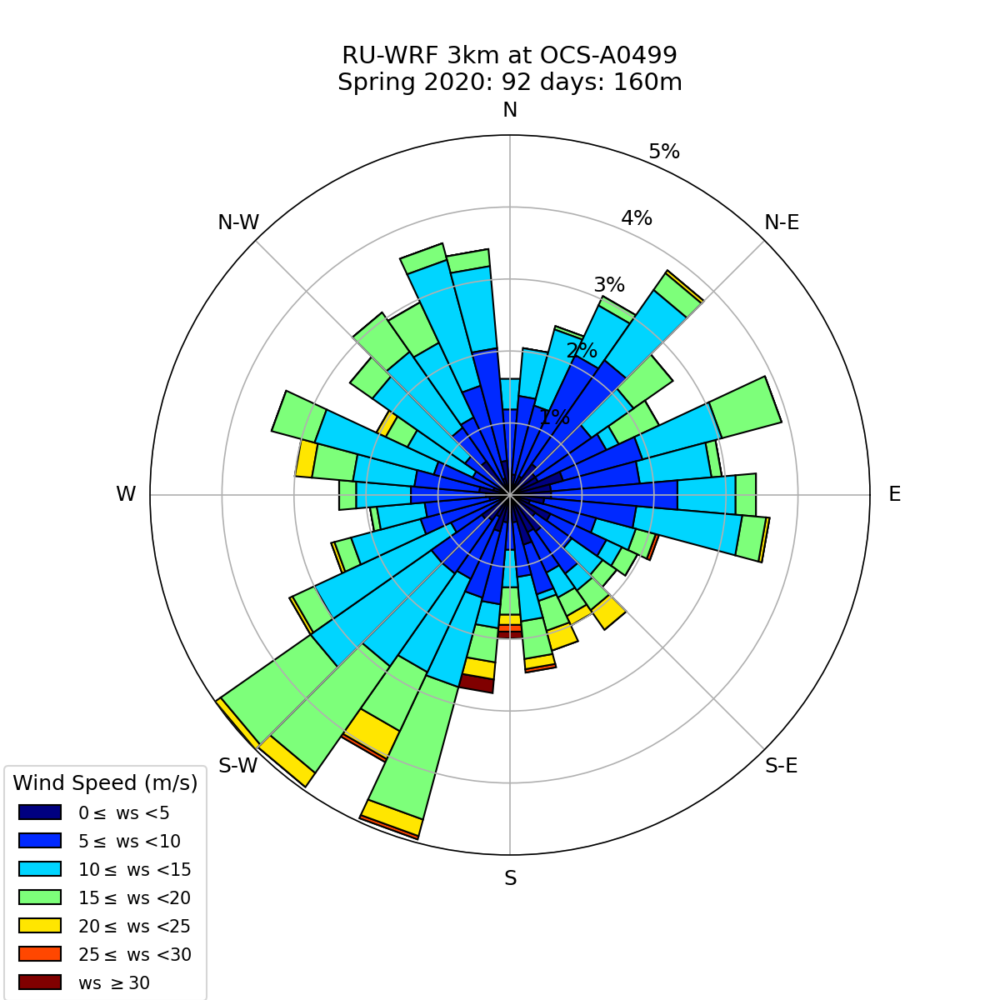 RU-WRF 3km at OCS-A0499
Spring 2020: 92 days: 160m
N
5%
N-W
4%
N-E
3%
2%
1%
W
E
S-W
S-E
S
Wind Speed (m/s)
0≤ ws <5
5≤ ws <10
10≤ ws <15
15≤ ws <20
20≤ ws <25
25≤ ws <30
ws ≥30